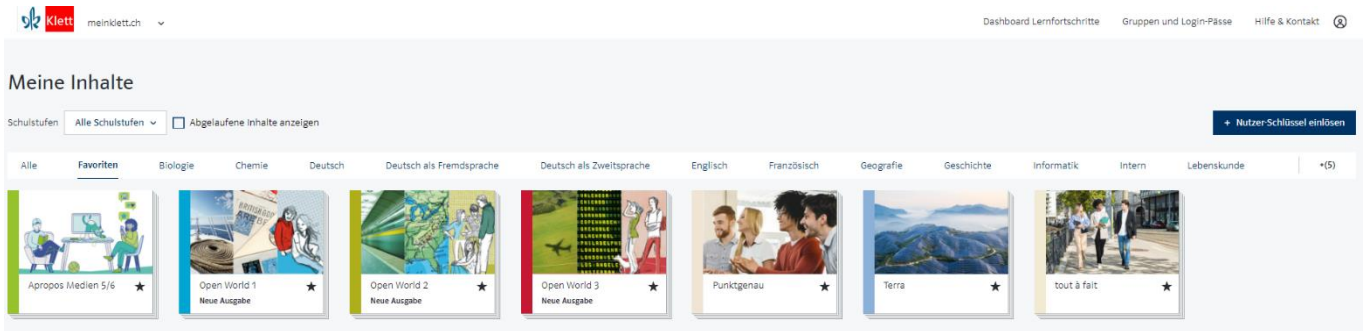 Klett meinklett.ch Dashboard Lernfortschritte Gruppen und Login-Pässe Hilfe & Kontakt
Meine Inhalte
Schulstufen Alle Schulstufen Abgelaufene Inhalte anzeigen + Nutzer-Schlüssel einlösen
Alle Favoriten Biologie Chemie Deutsch Deutsch als Fremdsprache Deutsch als Zweitsprache Englisch Französisch Geografie Geschichte Informatik Intern Lebenskunde +(5)
Apropos Medien 5/6 Open World 1 Open World 2 Open World 3 Punktgenau Terra tout à fait
Neue Ausgabe Neue Ausgabe Neue Ausgabe